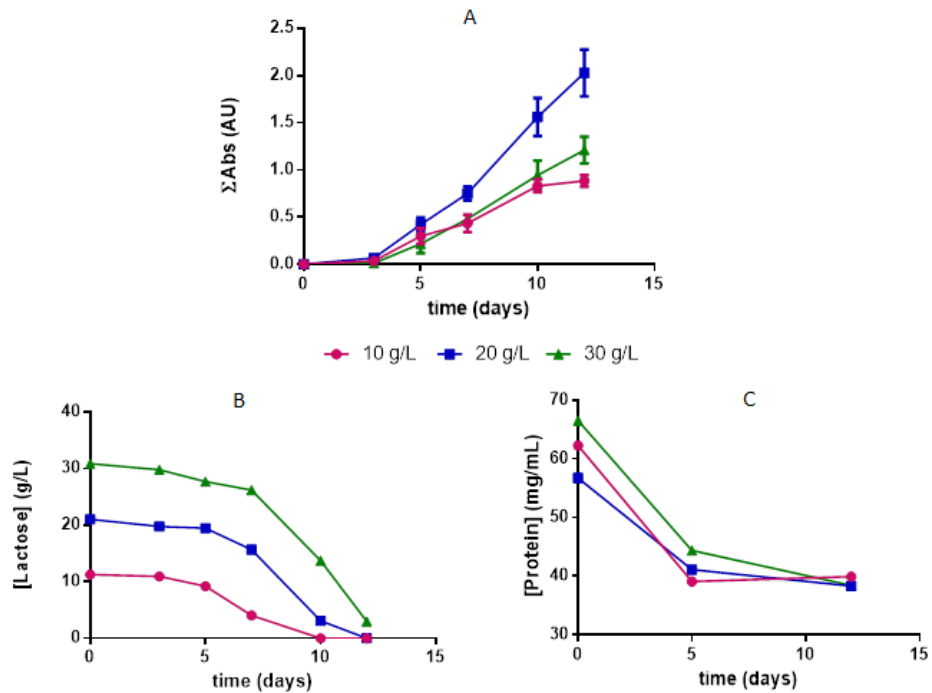 A
2.5
2.0
1.5
1.0
0.5
0.0
ΣAbs (AU)
0 5 10 15
time (days)
10 g/L 20 g/L 30 g/L
B
40
30
20
10
0
[Lactose] (g/L)
0 5 10 15
time (days)
C
70
60
50
40
30
[Protein] (mg/mL)
0 5 10 15
time (days)